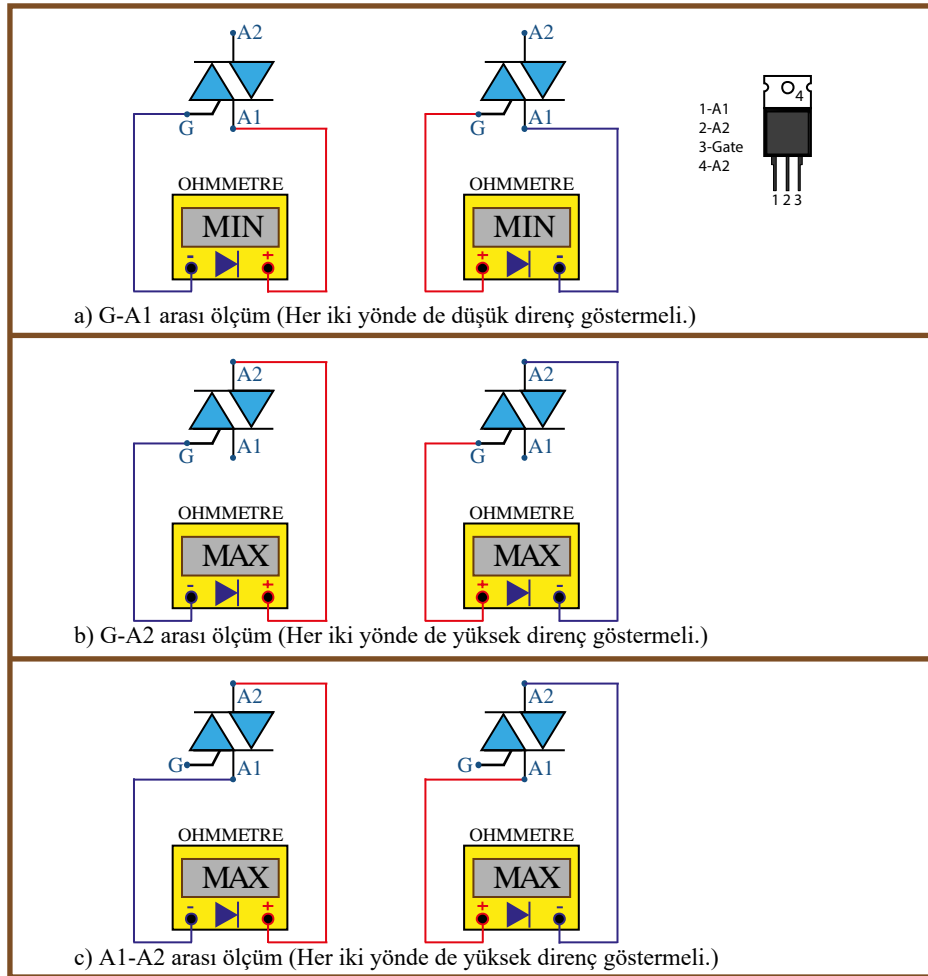 A2
A2
A1
G
A1
G
1-A1
2-A2
3-Gate
4-A2
4
1 2 3
OHMMETRE
OHMMETRE
MIN
MIN
- +
+ -
a) G-A1 arası ölçüm (Her iki yönde de düşük direnç göstermeli.)
A2
A2
G
A1
G
A1
OHMMETRE
OHMMETRE
MAX
MAX
- +
+ -
b) G-A2 arası ölçüm (Her iki yönde de yüksek direnç göstermeli.)
A2
A2
G
A1
G
A1
OHMMETRE
OHMMETRE
MAX
MAX
- +
+ -
c) A1-A2 arası ölçüm (Her iki yönde de yüksek direnç göstermeli.)